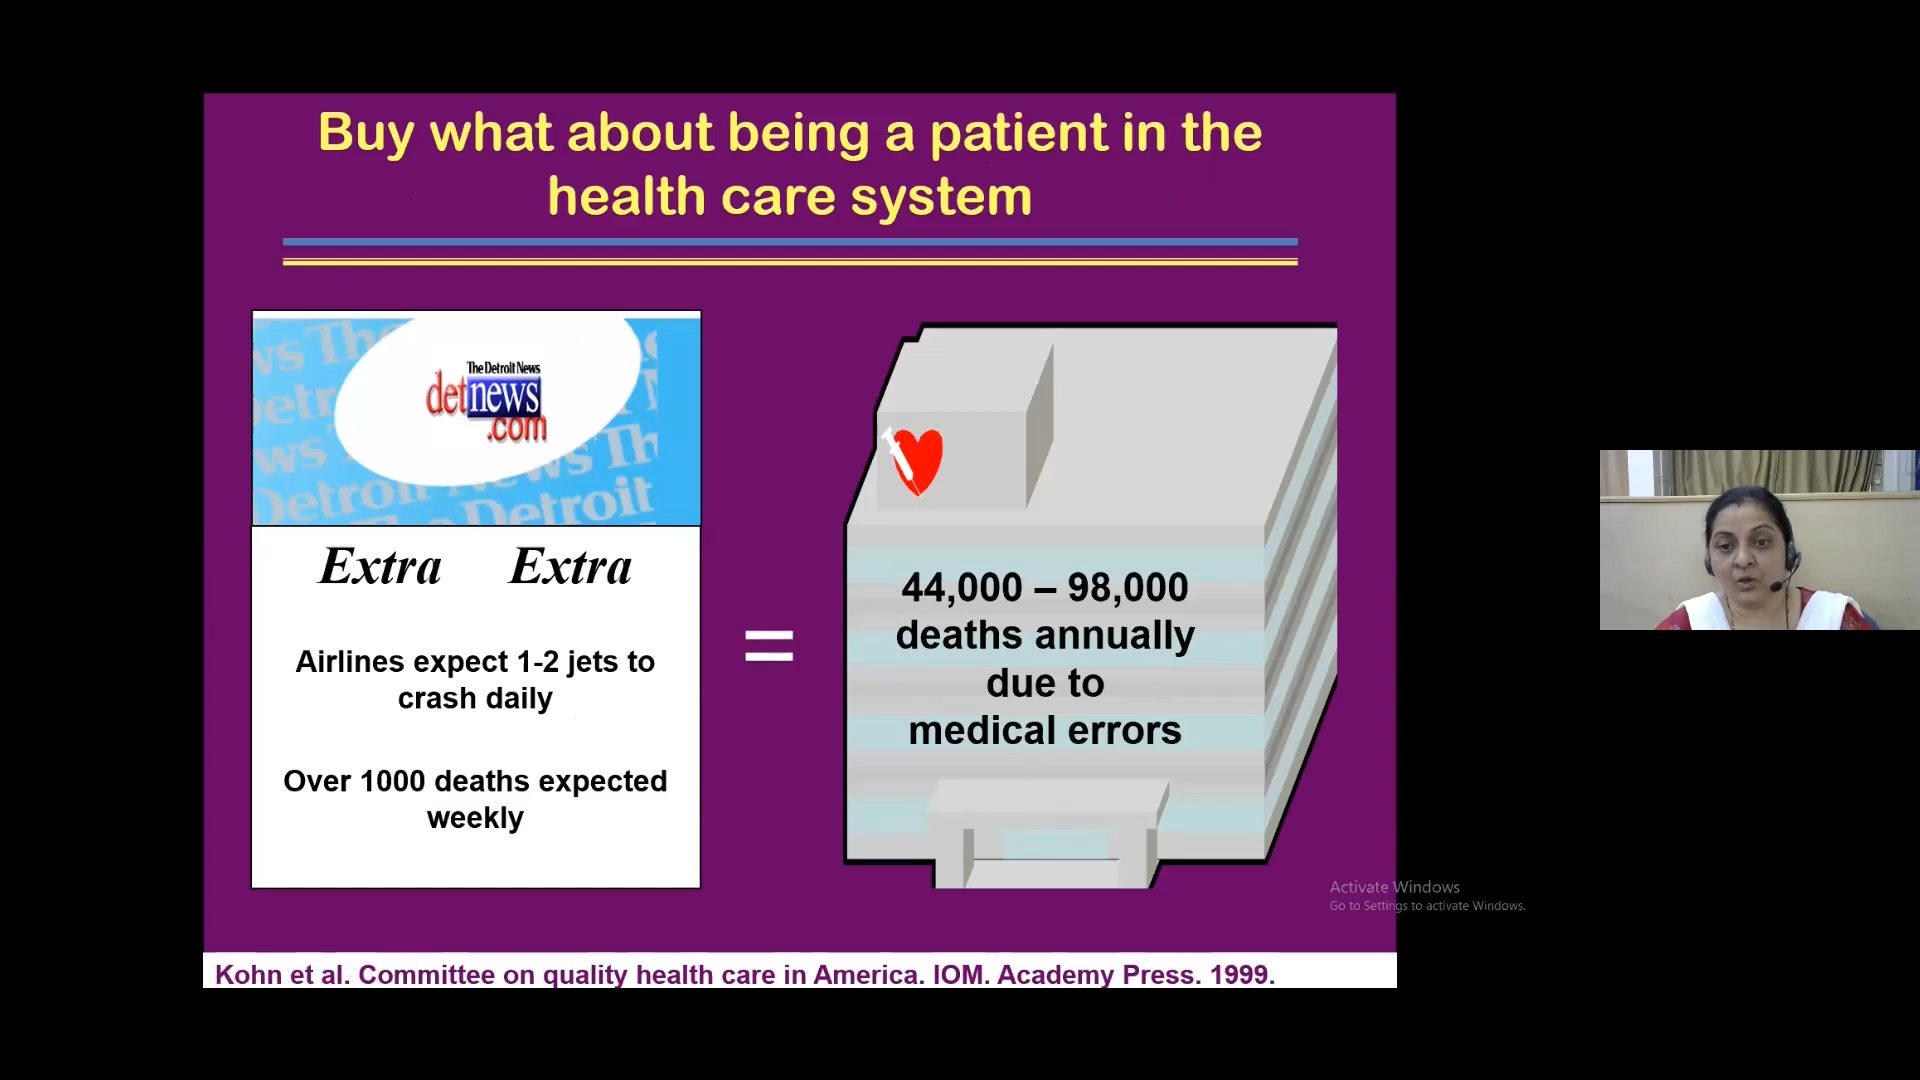 Buy what about being a patient in the
health care system
The Detroit News
detnews
.com
Extra Extra
Airlines expect 1-2 jets to
crash daily
Over 1000 deaths expected
weekly
=
44,000 – 98,000
deaths annually
due to
medical errors
Activate Windows
Go to Settings to activate Windows.
Kohn et al. Committee on quality health care in America. IOM. Academy Press. 1999.